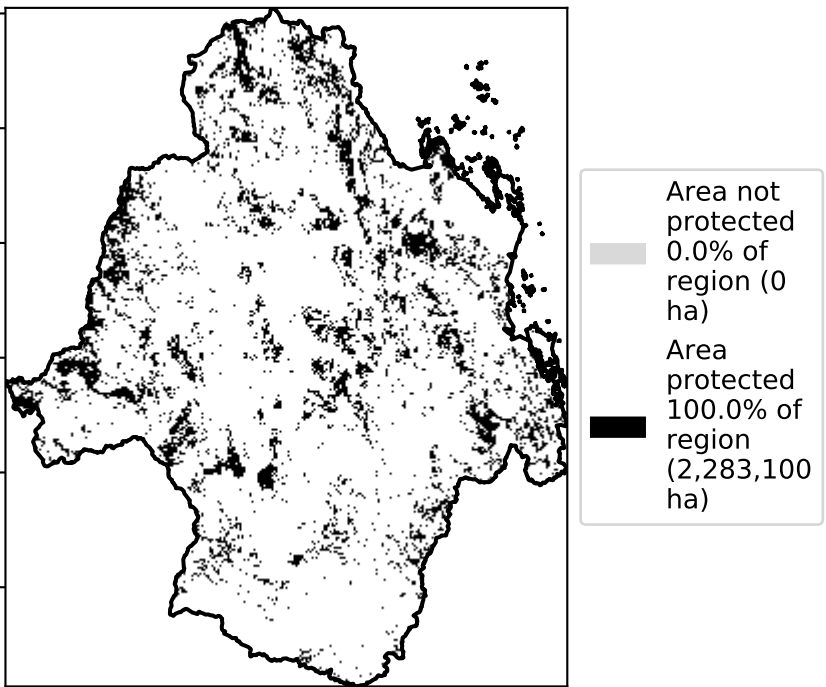 Area not
protected
0.0% of
region (0
ha)
Area
protected
100.0% of
region
(2,283,100
ha)